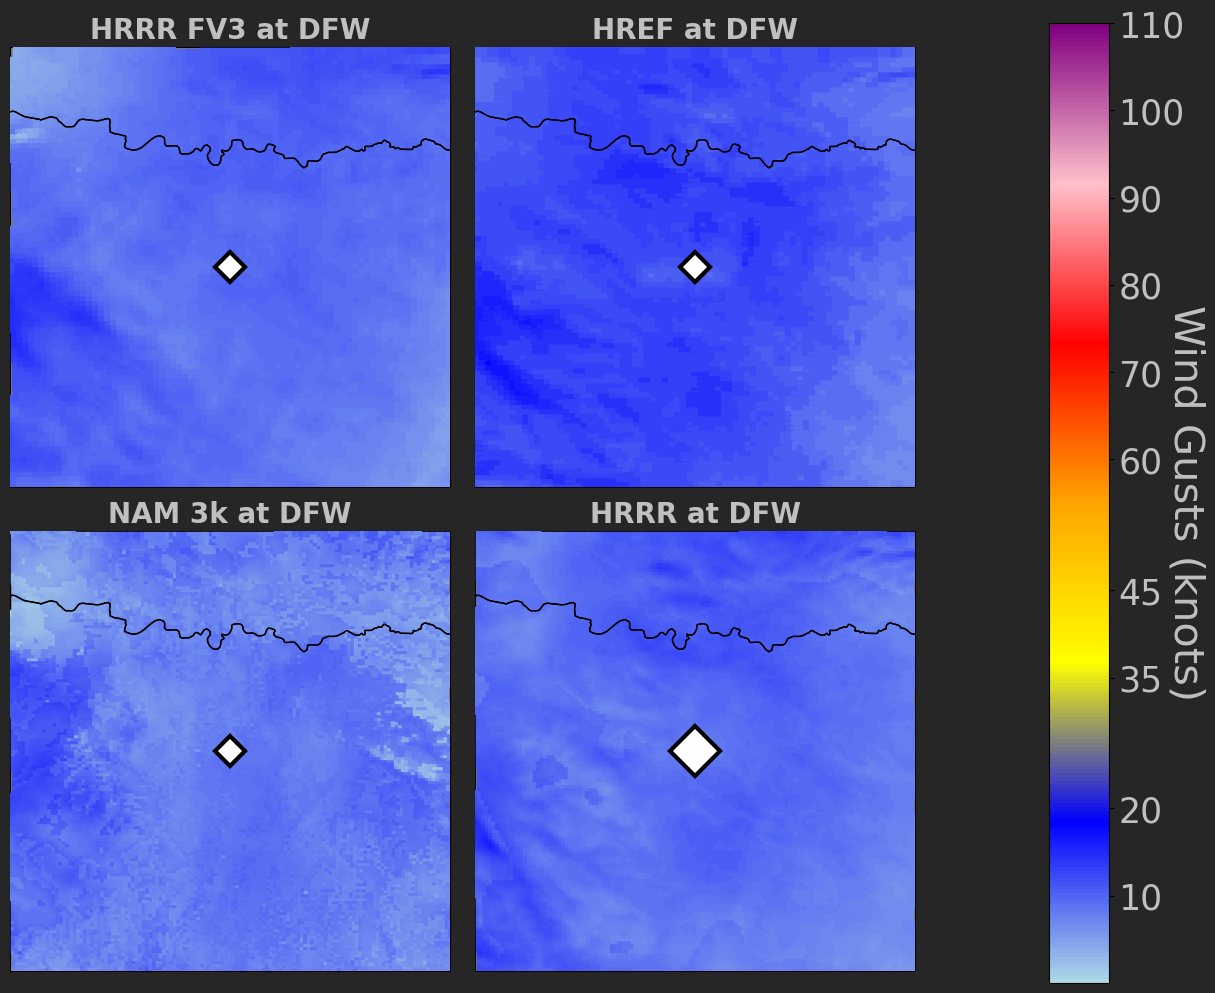 HRRR FV3 at DFW
HREF at DFW
NAM 3k at DFW
HRRR at DFW
110
100
90
80
70
60
45
35
20
10
Wind Gusts (knots)